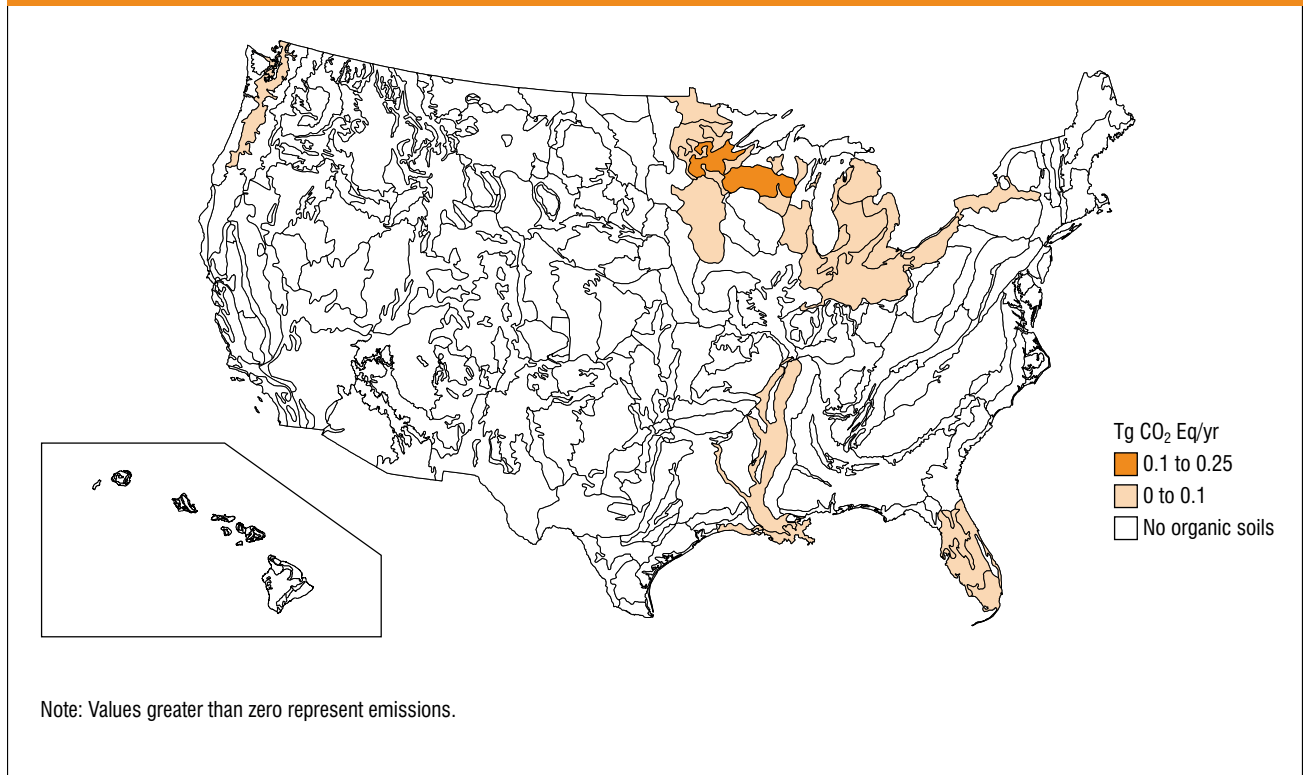 Tg CO₂ Eq/yr
0.1 to 0.25
0 to 0.1
No organic soils
Note: Values greater than zero represent emissions.